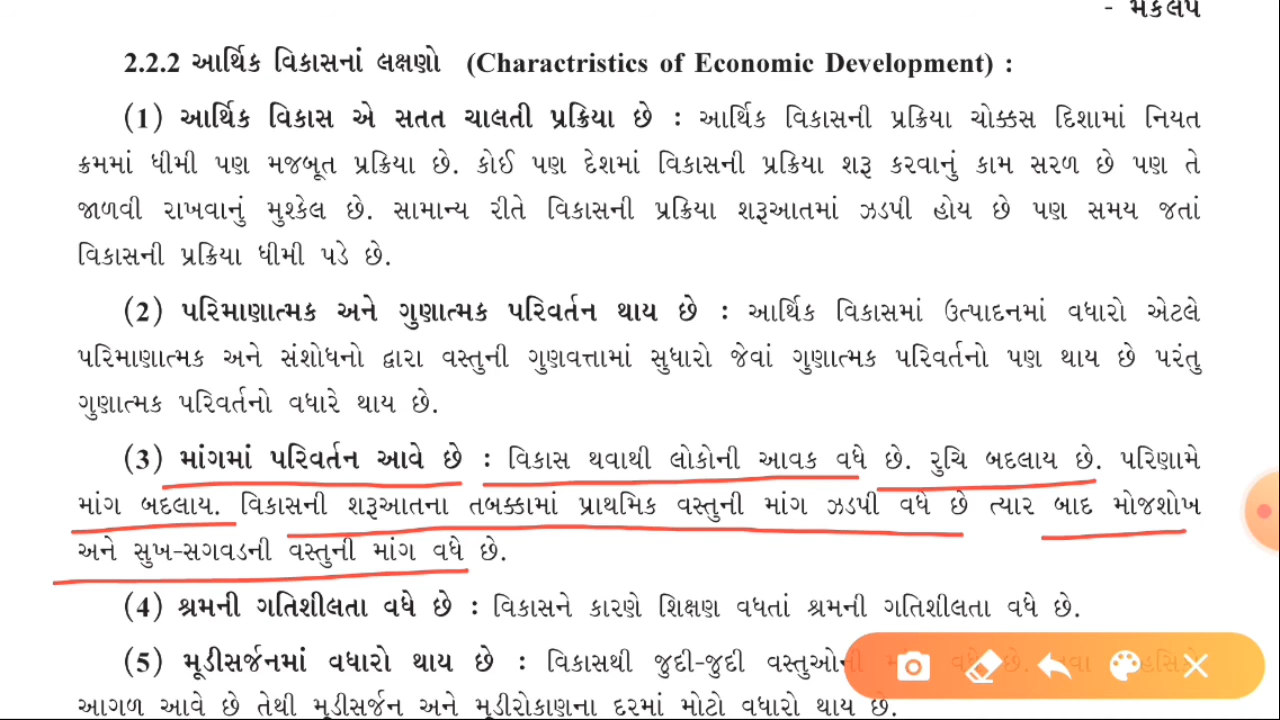 - મકલપ
2.2.2 આર્થિક વિકાસનાં લક્ષણો (Charactristics of Economic Development) :
(1) આર્થિક વિકાસ એ સતત ચાલતી પ્રક્રિયા છે : આર્થિક વિકાસની પ્રક્રિયા ચોક્કસ દિશામાં નિયત
ક્રમમાં ધીમી પણ મજબૂત પ્રક્રિયા છે. કોઈ પણ દેશમાં વિકાસની પ્રક્રિયા શરૂ કરવાનું કામ સરળ છે પણ તે
જાળવી રાખવાનું મુશ્કેલ છે. સામાન્ય રીતે વિકાસની પ્રક્રિયા શરૂઆતમાં ઝડપી હોય છે પણ સમય જતાં
વિકાસની પ્રક્રિયા ધીમી પડે છે.
(2) પરિમાણાત્મક અને ગુણાત્મક પરિવર્તન થાય છે : આર્થિક વિકાસમાં ઉત્પાદનમાં વધારો એટલે
પરિમાણાત્મક અને સંશોધનો દ્વારા વસ્તુની ગુણવત્તામાં સુધારો જેવાં ગુણાત્મક પરિવર્તનો પણ થાય છે પરંતુ
ગુણાત્મક પરિવર્તનો વધારે થાય છે.
(3) માંગમાં પરિવર્તન આવે છે : વિકાસ થવાથી લોકોની આવક વધે છે. રુચિ બદલાય છે. પરિણામે
માંગ બદલાય. વિકાસની શરૂઆતના તબક્કામાં પ્રાથમિક વસ્તુની માંગ ઝડપી વધે છે ત્યાર બાદ મોજશોખ
અને સુખ-સગવડની વસ્તુની માંગ વધે છે.
(4) શ્રમની ગતિશીલતા વધે છે : વિકાસને કારણે શિક્ષણ વધતાં શ્રમની ગતિશીલતા વધે છે.
(5) મૂડીસર્જનમાં વધારો થાય છે : વિકાસથી જુદી-જુદી વસ્તુઓની માંગ વધે છે.
આગળ આવે છે તેથી મૂડીસર્જન અને મૂડીરોકાણના દરમાં મોટો વધારો થાય છે.